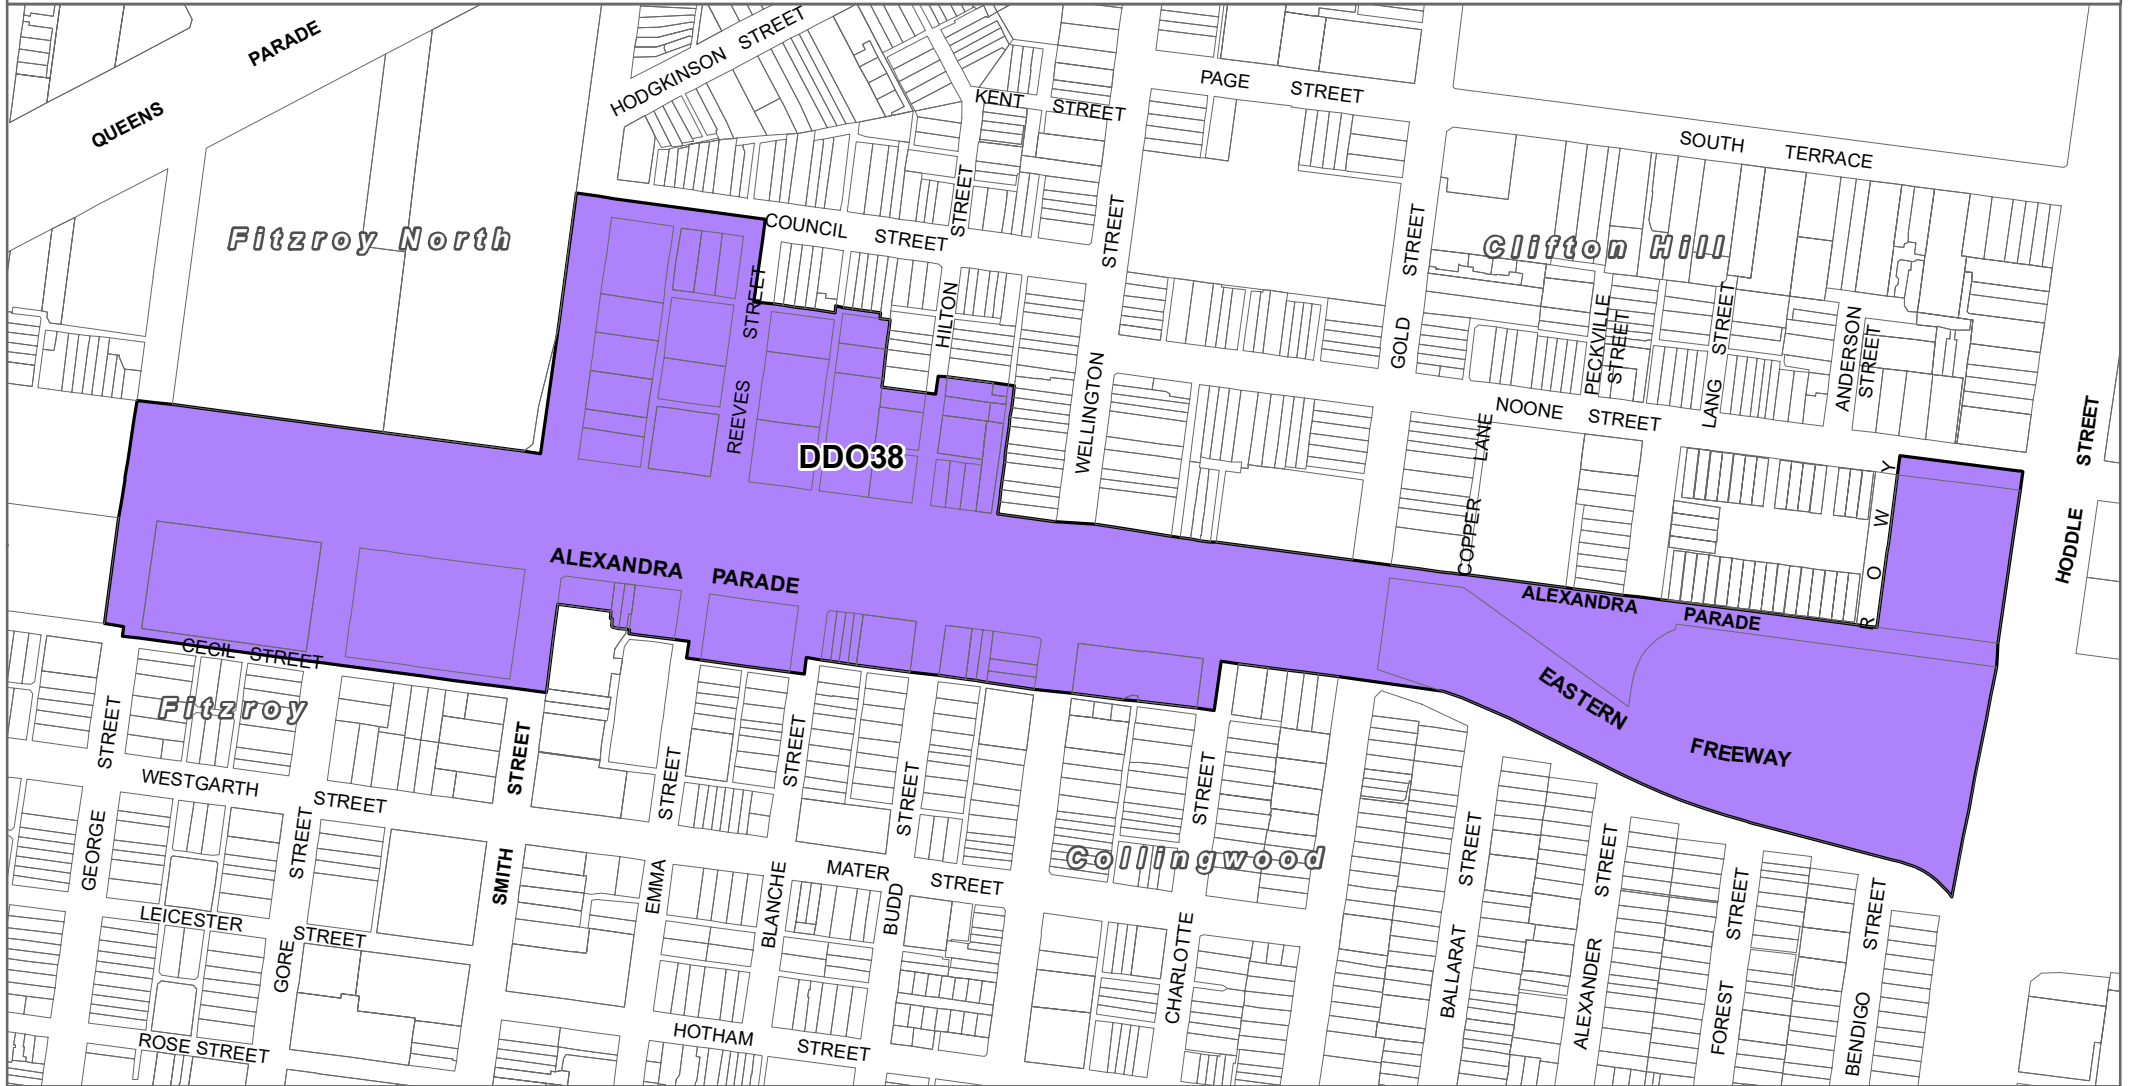 QUEENS PARADE
HODGKINSON STREET
KENT STREET
PAGE STREET
SOUTH TERRACE
Fitzroy North
COUNCIL STREET
STREET
HILTON
STREET
WELLINGTON
STREET
GOLD
Clifton Hill
PECKVILLE STREET
STREET
LANG
ANDERSON STREET
STREET
REEVES
DDO38
NOONE STREET
COPPER LANE
R O W Y
STREET
HODDLE
ALEXANDRA PARADE
ALEXANDRA PARADE
EASTERN FREEWAY
CECIL STREET
Fitzroy
STREET
GEORGE
WESTGARTH STREET
STREET
GORE
STREET
SMITH
STREET
EMMA
STREET
BLANCHE
STREET
BUDD
MATER STREET
Collingwood
STREET
CHARLOTTE
STREET
BALLARAT
STREET
ALEXANDER
STREET
FOREST
STREET
BENDIGO
LEICESTER STREET
ROSE STREET
HOTHAM STREET